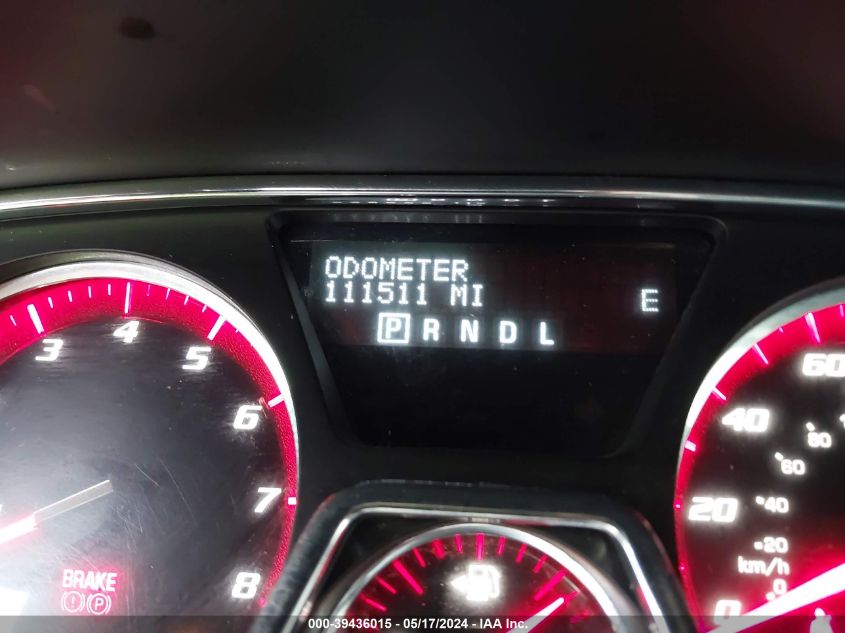 ODOMETER
111511 MI
E
P R N D L
3 4 5 6 7 8
BRAKE
P
0 20 40 60
km/h
0 20 40 60 80
000-39436015 - 05/17/2024 - IAA Inc.